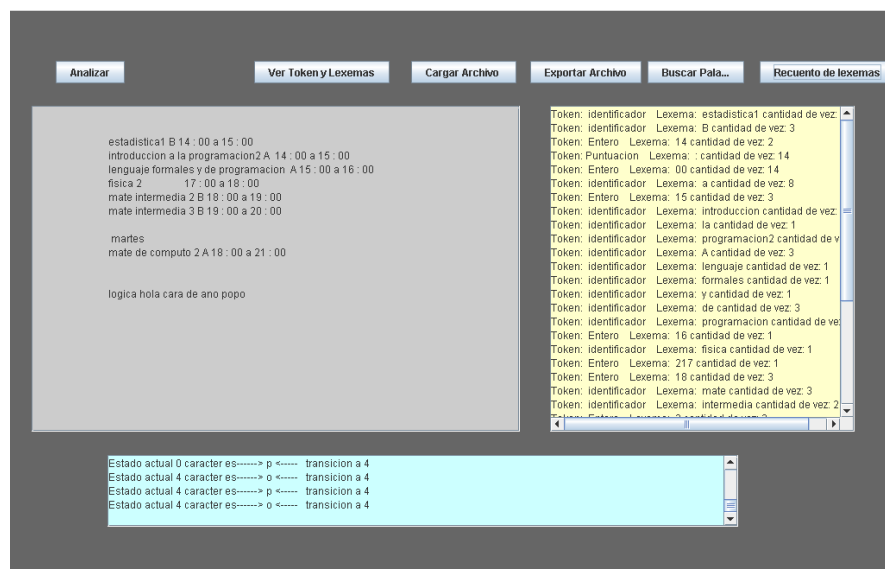 Analizar
Ver Token y Lexemas
Cargar Archivo
Exportar Archivo
Buscar Pala...
Recuento de lexemas
estadistica1 B 14 : 00 a 15 : 00
introduccion a la programacion2 A 14 : 00 a 15 : 00
lenguaje formales y de programacion A 15 : 00 a 16 : 00
fisica 2 17 : 00 a 18 : 00
mate intermedia 2 B 18 : 00 a 19 : 00
mate intermedia 3 B 19 : 00 a 20 : 00
martes
mate de computo 2 A 18 : 00 a 21 : 00
logica hola cara de ano popo
Token: identificador Lexema: estadistica1 cantidad de vez:
Token: identificador Lexema: B cantidad de vez: 3
Token: Entero Lexema: 14 cantidad de vez: 2
Token: Puntuacion Lexema: : cantidad de vez: 14
Token: Entero Lexema: 00 cantidad de vez: 14
Token: identificador Lexema: a cantidad de vez: 8
Token: Entero Lexema: 15 cantidad de vez: 3
Token: identificador Lexema: introduccion cantidad de vez:
Token: identificador Lexema: la cantidad de vez: 1
Token: identificador Lexema: programacion2 cantidad de v
Token: identificador Lexema: A cantidad de vez: 3
Token: identificador Lexema: lenguaje cantidad de vez: 1
Token: identificador Lexema: formales cantidad de vez: 1
Token: identificador Lexema: y cantidad de vez: 1
Token: identificador Lexema: de cantidad de vez: 3
Token: identificador Lexema: programacion cantidad de vez:
Token: Entero Lexema: 16 cantidad de vez: 1
Token: identificador Lexema: fisica cantidad de vez: 1
Token: Entero Lexema: 217 cantidad de vez: 1
Token: Entero Lexema: 18 cantidad de vez: 3
Token: identificador Lexema: mate cantidad de vez: 3
Token: identificador Lexema: intermedia cantidad de vez: 2
Estado actual 0 caracter es------> p <----- transicion a 4
Estado actual 4 caracter es------> o <----- transicion a 4
Estado actual 4 caracter es------> p <----- transicion a 4
Estado actual 4 caracter es------> o <----- transicion a 4